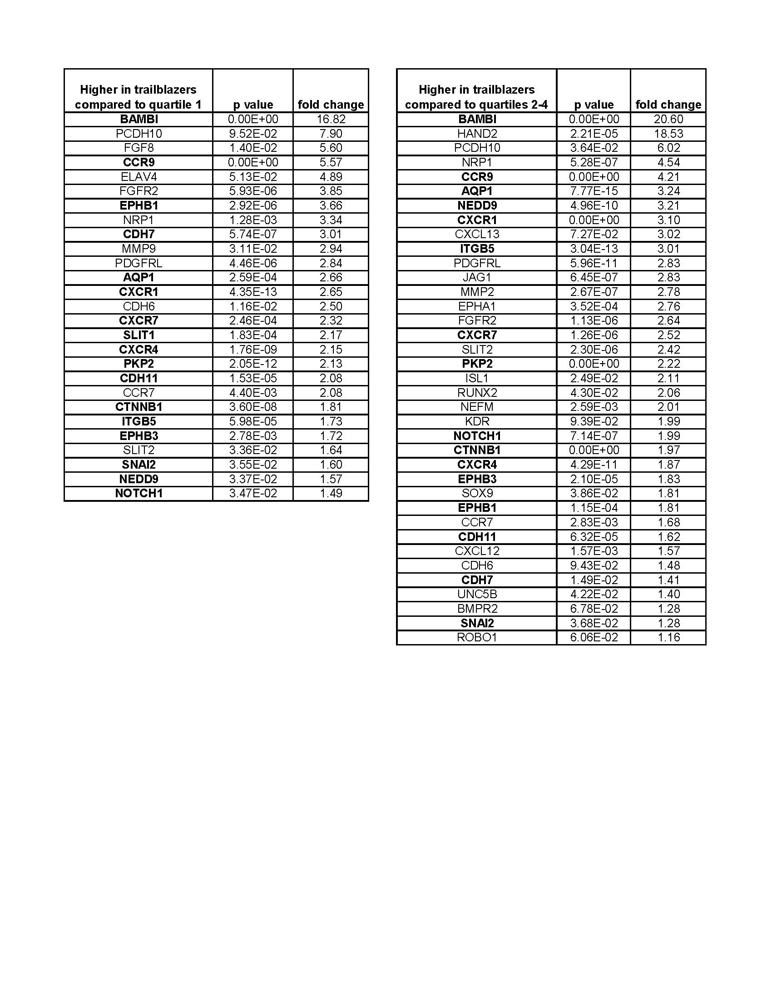 Higher in trailblazers
compared to quartile 1 p value fold change
BAMBI 0.00E+00 16.82
PCDH10 9.52E-02 7.90
FGF8 1.40E-02 5.60
CCR9 0.00E+00 5.57
ELAV4 5.13E-02 4.89
FGFR2 5.93E-06 3.85
EPHB1 2.92E-06 3.66
NRP1 1.28E-03 3.34
CDH7 5.74E-07 3.01
MMP9 3.11E-02 2.94
PDGFRL 4.46E-06 2.84
AQP1 2.59E-04 2.66
CXCR1 4.35E-13 2.65
CDH6 1.16E-02 2.50
CXCR7 2.46E-04 2.32
SLIT1 1.83E-04 2.17
CXCR4 1.76E-09 2.15
PKP2 2.05E-12 2.13
CDH11 1.53E-05 2.08
CCR7 4.40E-03 2.08
CTNNB1 3.60E-08 1.81
ITGB5 5.98E-05 1.73
EPHB3 2.78E-03 1.72
SLIT2 3.36E-02 1.64
SNAI2 3.55E-02 1.60
NEDD9 3.37E-02 1.57
NOTCH1 3.47E-02 1.49
Higher in trailblazers
compared to quartiles 2-4 p value fold change
BAMBI 0.00E+00 20.60
HAND2 2.21E-05 18.53
PCDH10 3.64E-02 6.02
NRP1 5.28E-07 4.54
CCR9 0.00E+00 4.21
AQP1 7.77E-15 3.24
NEDD9 4.96E-10 3.21
CXCR1 0.00E+00 3.10
CXCL13 7.27E-02 3.02
ITGB5 3.04E-13 3.01
PDGFRL 5.96E-11 2.83
JAG1 6.45E-07 2.83
MMP2 2.67E-07 2.78
EPHA1 3.52E-04 2.76
FGFR2 1.13E-06 2.64
CXCR7 1.26E-06 2.52
SLIT2 2.30E-06 2.42
PKP2 0.00E+00 2.22
ISL1 2.49E-02 2.11
RUNX2 4.30E-02 2.06
NEFM 2.59E-03 2.01
KDR 9.39E-02 1.99
NOTCH1 7.14E-07 1.99
CTNNB1 0.00E+00 1.97
CXCR4 4.29E-11 1.87
EPHB3 2.10E-05 1.83
SOX9 3.86E-02 1.81
EPHB1 1.15E-04 1.81
CCR7 2.83E-03 1.68
CDH11 6.32E-05 1.62
CXCL12 1.57E-03 1.57
CDH6 9.43E-02 1.48
CDH7 1.49E-02 1.41
UNC5B 4.22E-02 1.40
BMPR2 6.78E-02 1.28
SNAI2 3.68E-02 1.28
ROBO1 6.06E-02 1.16